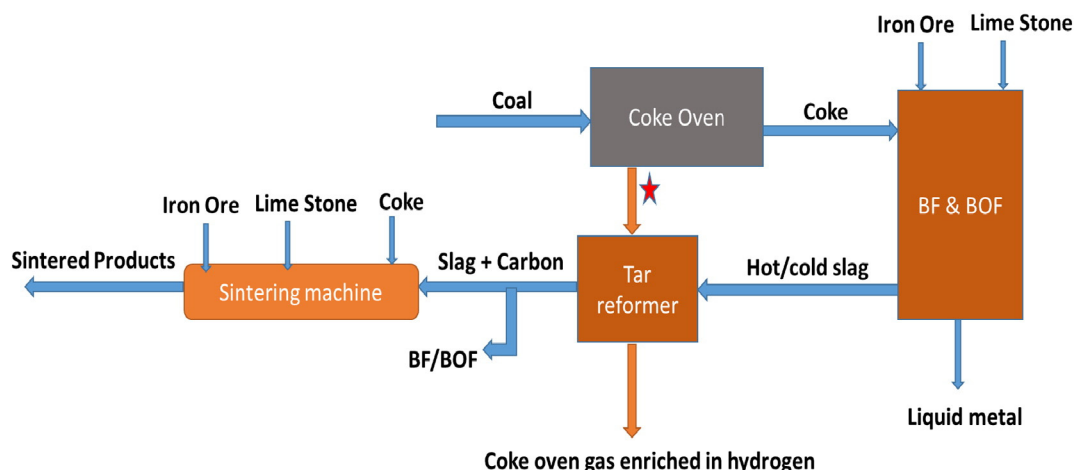 Iron Ore
Lime Stone
Coal
Coke Oven
Coke
BF & BOF
Iron Ore
Lime Stone
Coke
Sintered Products
Sintering machine
Slag + Carbon
Tar
reformer
Hot/cold slag
BF/BOF
Liquid metal
Coke oven gas enriched in hydrogen